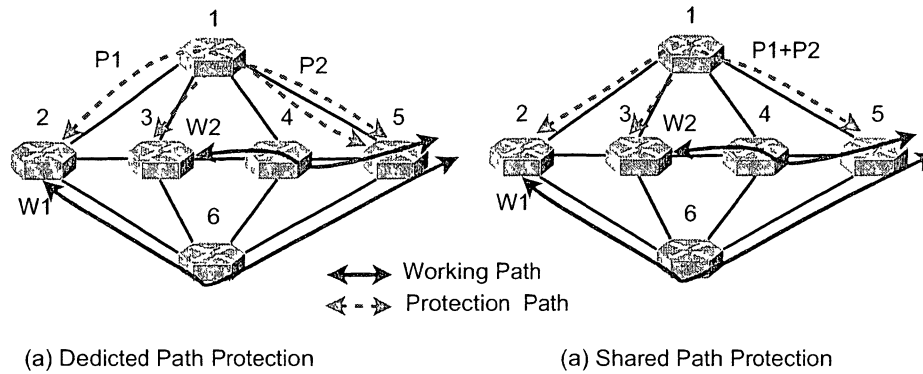 1
P1
P2
2
3
W2
4
5
W1
6
1
P1+P2
2
3
W2
4
5
W1
6
Working Path
Protection Path
(a) Dedicted Path Protection
(a) Shared Path Protection